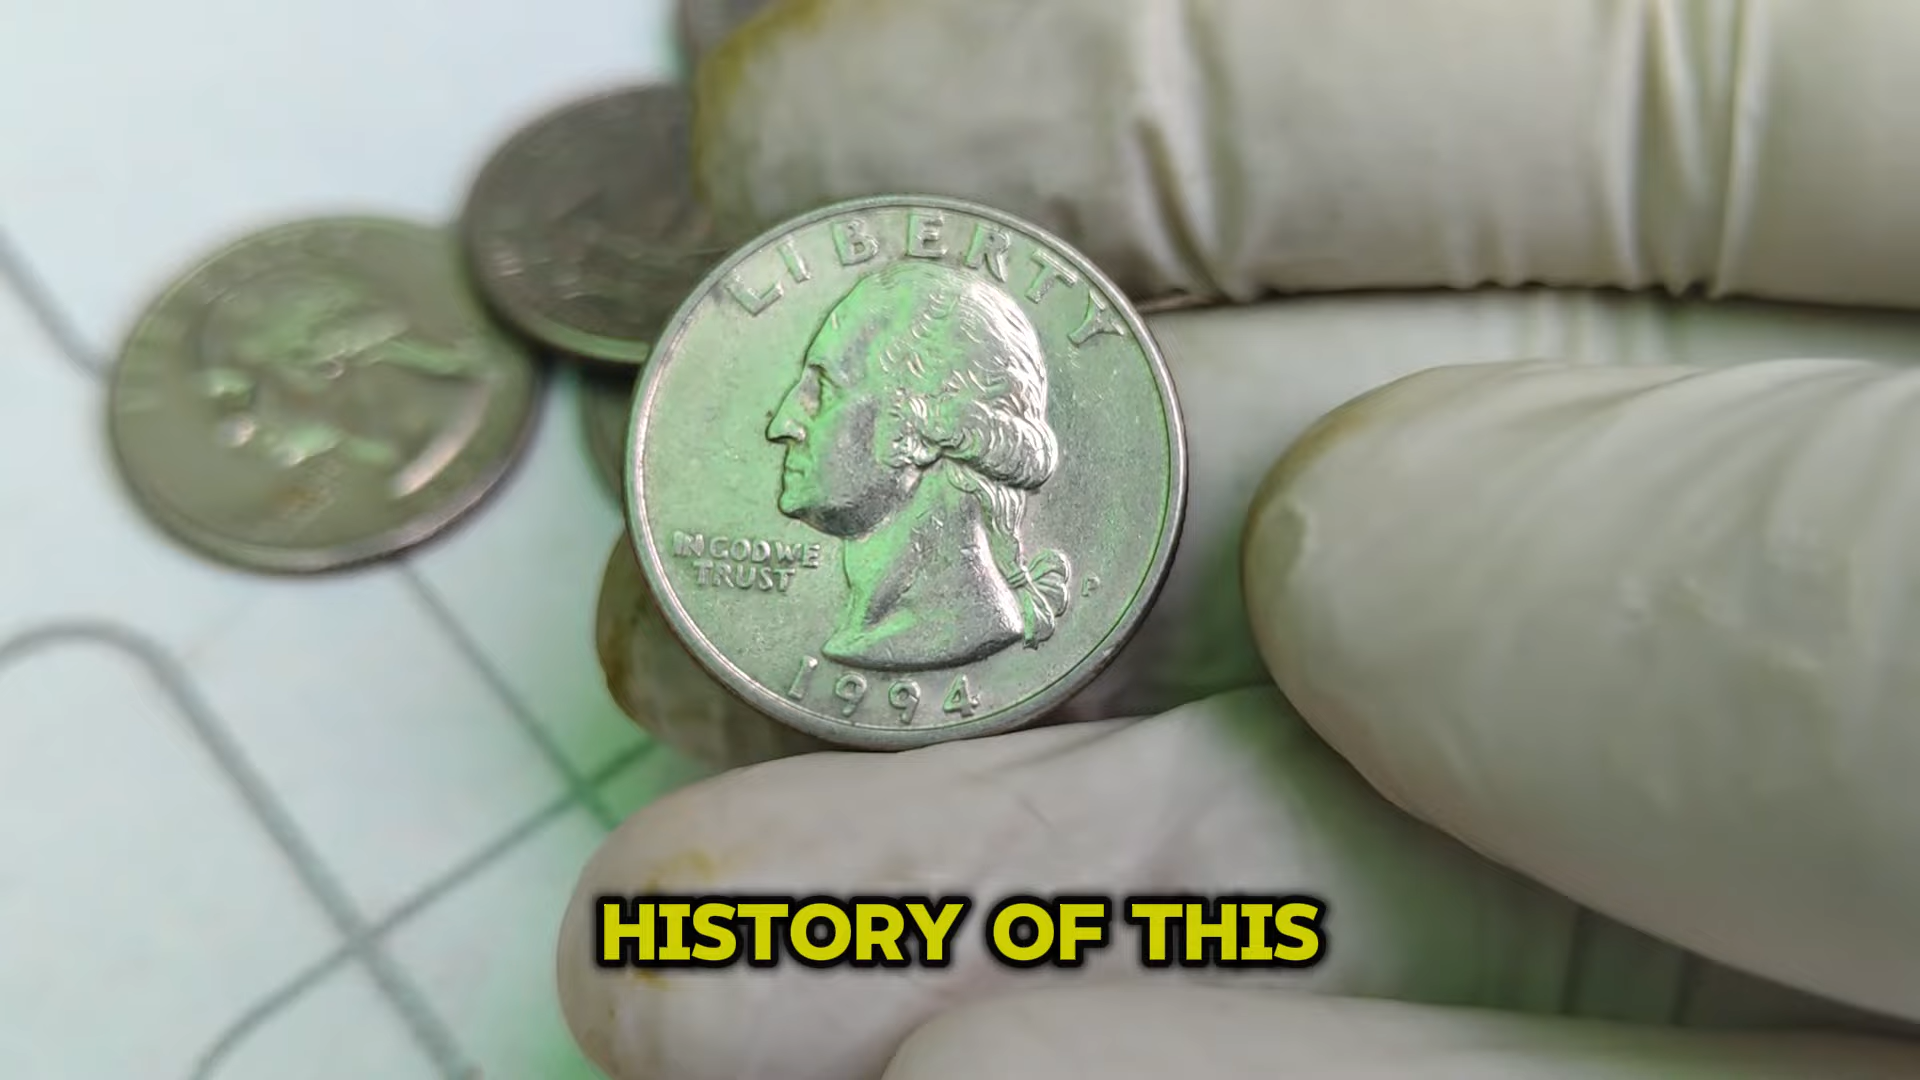 LIBERTY
IN GOD WE
TRUST
P
1994
HISTORY OF THIS